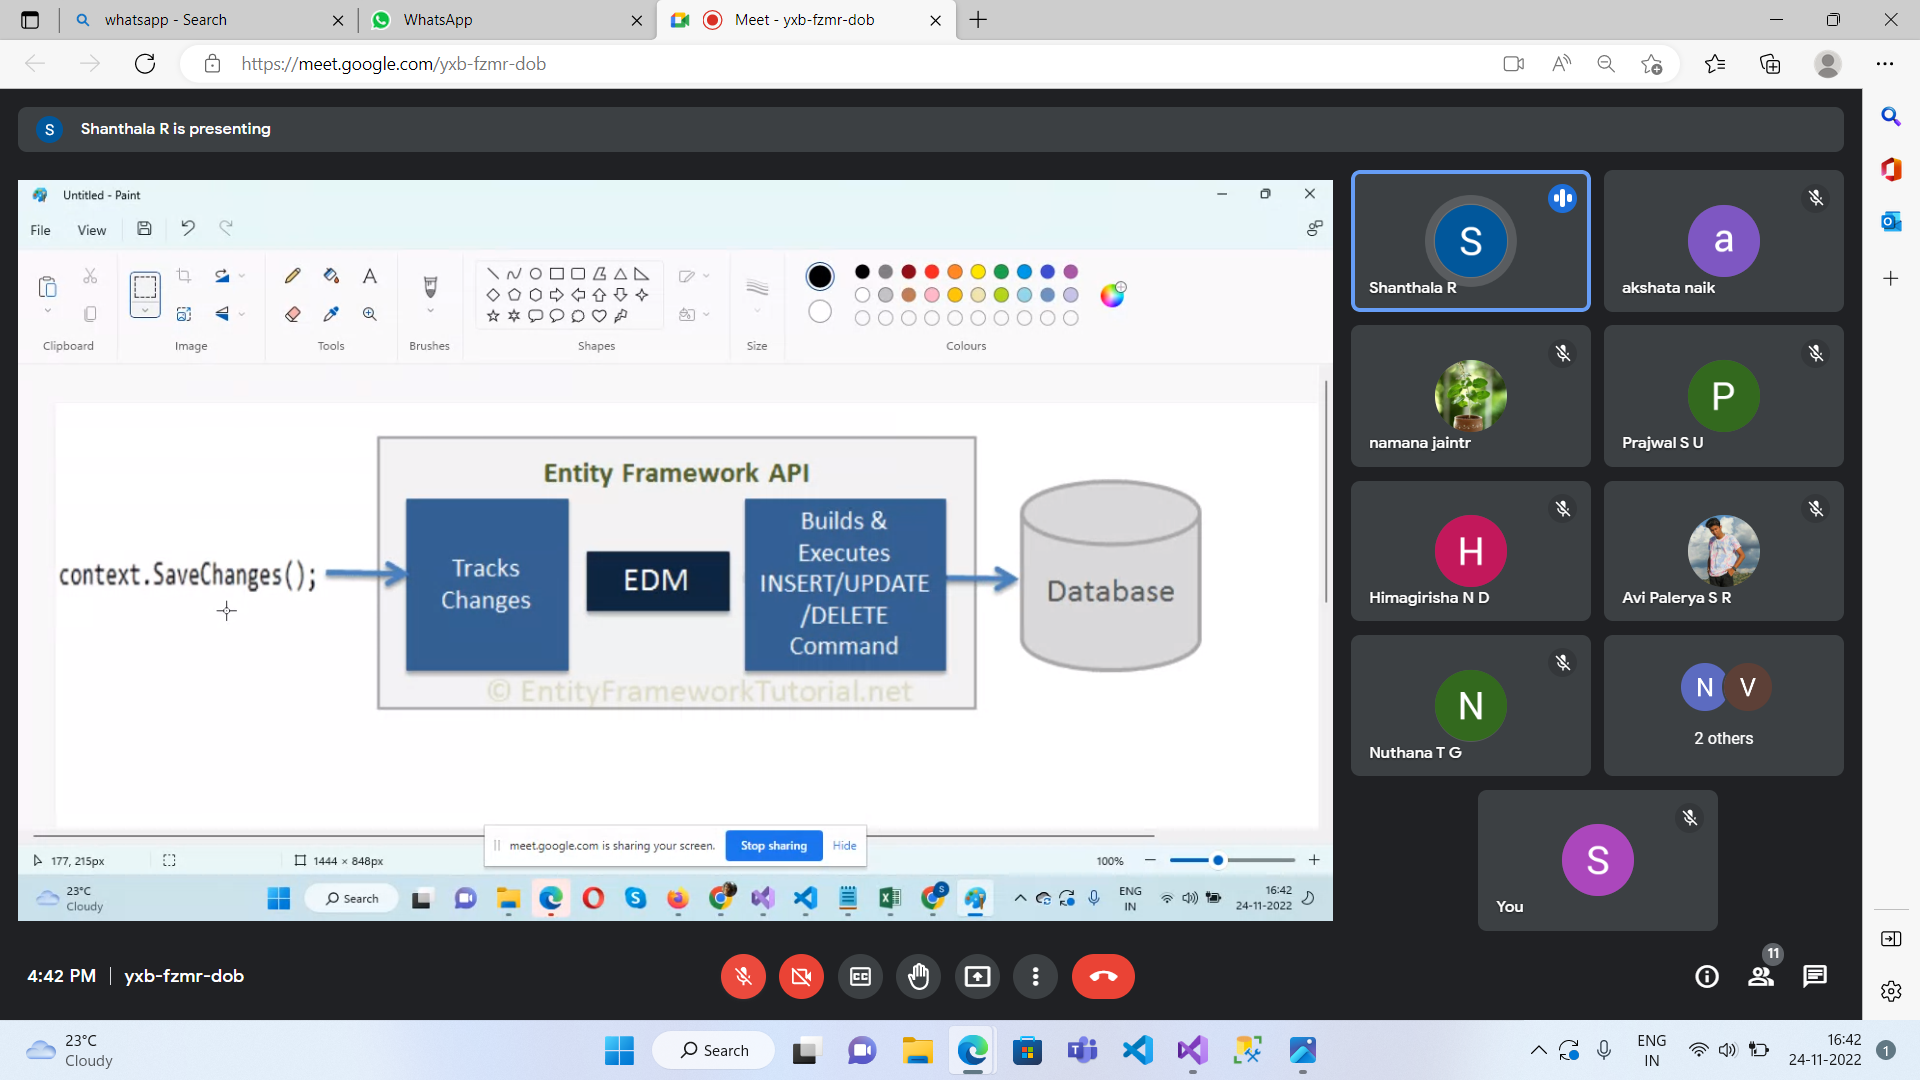 whatsapp - Search
WhatsApp
Meet - yxb-fzmr-dob
https://meet.google.com/yxb-fzmr-dob
S
Shanthala R is presenting
Untitled - Paint
File
View
Clipboard
Image
Tools
Brushes
Shapes
Size
Colours
Entity Framework API
context.SaveChanges();
Tracks
Changes
EDM
Builds &
Executes
INSERT/UPDATE
/DELETE
Command
Database
© EntityFrameworkTutorial.net
meet.google.com is sharing your screen.
Stop sharing
Hide
177, 215px
1444 × 848px
100%
23°C
Cloudy
Search
ENG
IN
16:42
24-11-2022
S
Shanthala R
a
akshata naik
namana jaintr
P
Prajwal S U
H
Himagirisha N D
Avi Palerya S R
N
Nuthana T G
N V
2 others
S
You
4:42 PM | yxb-fzmr-dob
CC
11
23°C
Cloudy
Search
ENG
IN
16:42
24-11-2022
1